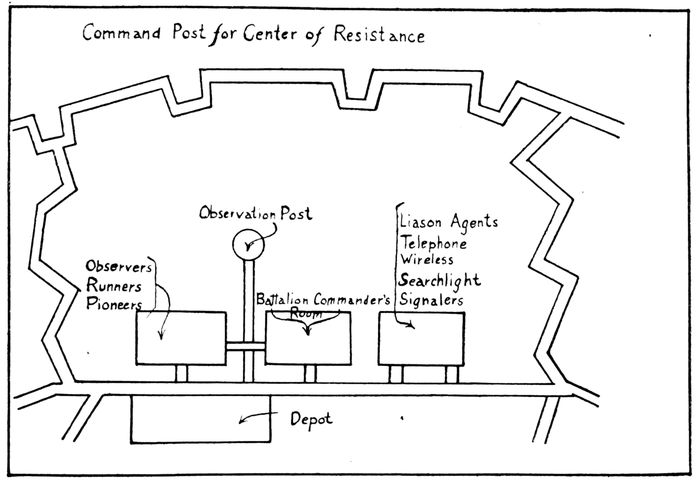 Command Post for Center of Resistance
Observation Post
Liason Agents
Telephone
Wireless
Searchlight
Signalers
Observers
Runners
Pioneers
Battalion Commander's
Room
Depot